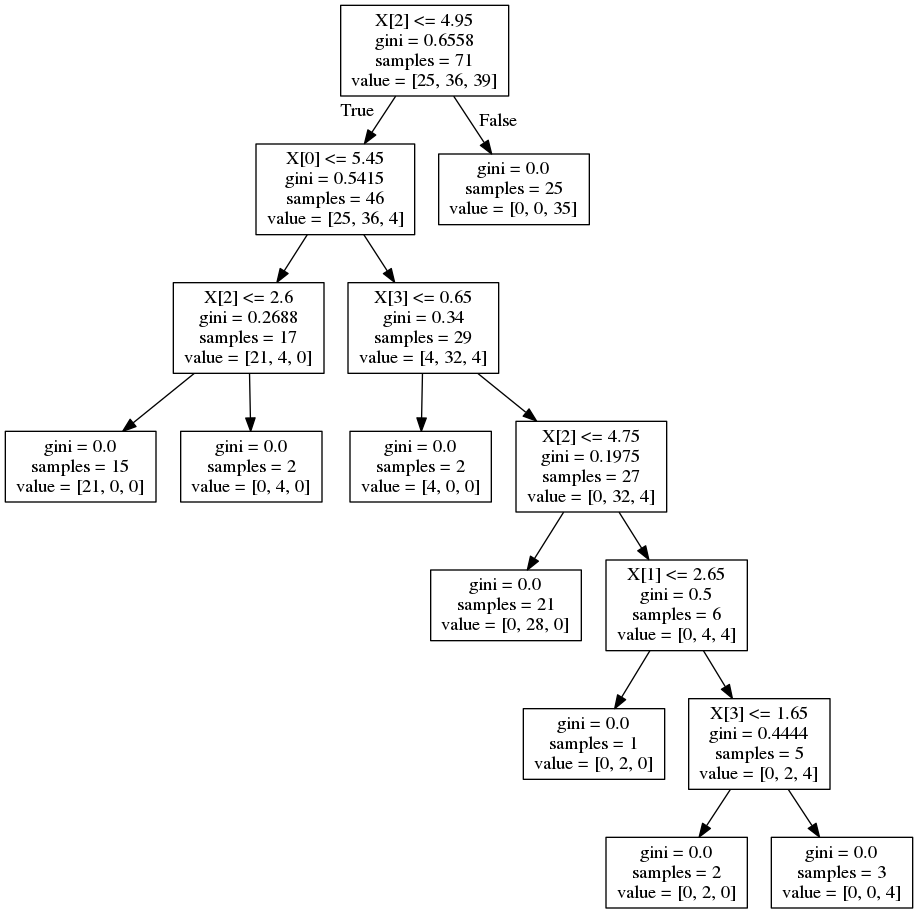 X[2] <= 4.95
gini = 0.6558
samples = 71
value = [25, 36, 39]
True
False
X[0] <= 5.45
gini = 0.5415
samples = 46
value = [25, 36, 4]
gini = 0.0
samples = 25
value = [0, 0, 35]
X[2] <= 2.6
gini = 0.2688
samples = 17
value = [21, 4, 0]
X[3] <= 0.65
gini = 0.34
samples = 29
value = [4, 32, 4]
gini = 0.0
samples = 15
value = [21, 0, 0]
gini = 0.0
samples = 2
value = [0, 4, 0]
gini = 0.0
samples = 2
value = [4, 0, 0]
X[2] <= 4.75
gini = 0.1975
samples = 27
value = [0, 32, 4]
gini = 0.0
samples = 21
value = [0, 28, 0]
X[1] <= 2.65
gini = 0.5
samples = 6
value = [0, 4, 4]
gini = 0.0
samples = 1
value = [0, 2, 0]
X[3] <= 1.65
gini = 0.4444
samples = 5
value = [0, 2, 4]
gini = 0.0
samples = 2
value = [0, 2, 0]
gini = 0.0
samples = 3
value = [0, 0, 4]